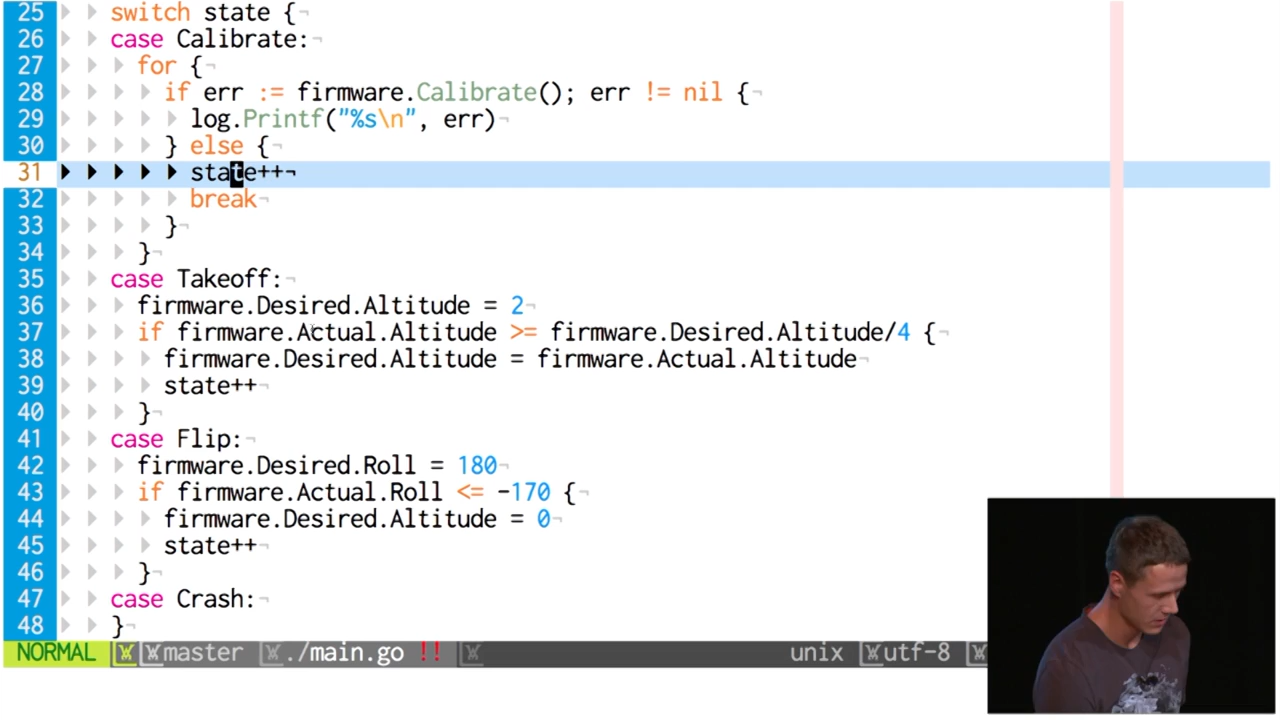 25 switch state {¬
26 case Calibrate:¬
27 for {¬
28 if err := firmware.Calibrate(); err != nil {¬
29 log.Printf("%s\n", err)¬
30 } else {¬
31 state++¬
32 break¬
33 }¬
34 }¬
35 case Takeoff:¬
36 firmware.Desired.Altitude = 2¬
37 if firmware.Actual.Altitude >= firmware.Desired.Altitude/4 {¬
38 firmware.Desired.Altitude = firmware.Actual.Altitude¬
39 state++¬
40 }¬
41 case Flip:¬
42 firmware.Desired.Roll = 180¬
43 if firmware.Actual.Roll <= -170 {¬
44 firmware.Desired.Altitude = 0¬
45 state++¬
46 }¬
47 case Crash:¬
48 }¬
NORMAL master ./main.go !! unix utf-8